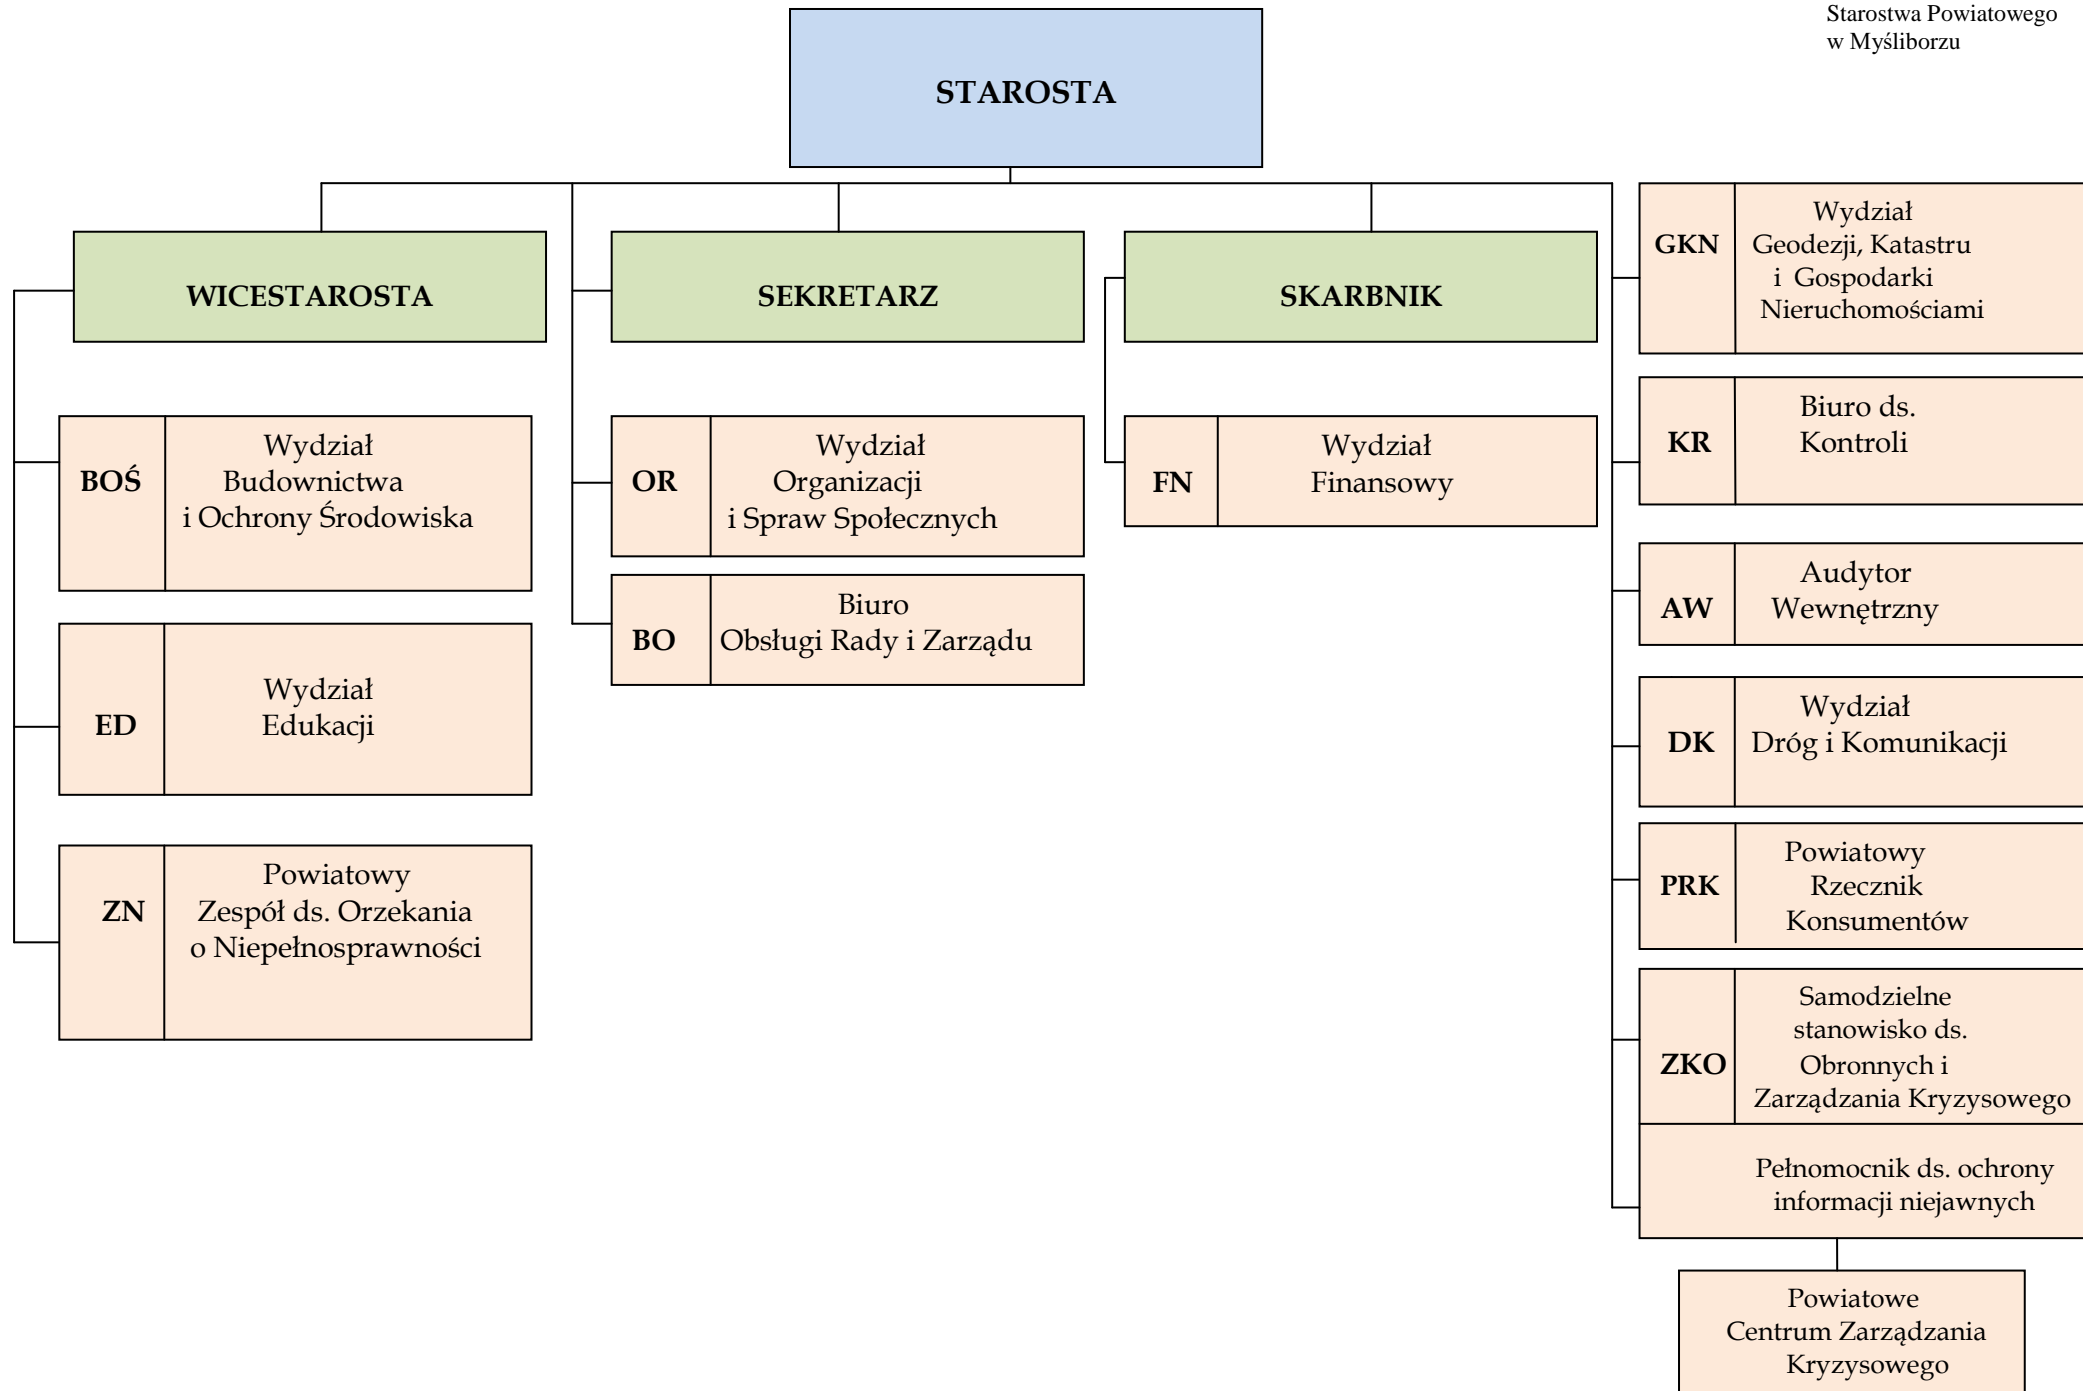 Starostwa Powiatowego
w Myśliborzu
STAROSTA
WICESTAROSTA
SEKRETARZ
SKARBNIK
BOŚ
Wydział
Budownictwa
i Ochrony Środowiska
ED
Wydział
Edukacji
ZN
Powiatowy
Zespół ds. Orzekania
o Niepełnosprawności
OR
Wydział
Organizacji
i Spraw Społecznych
BO
Biuro
Obsługi Rady i Zarządu
FN
Wydział
Finansowy
GKN
Wydział
Geodezji, Katastru
i Gospodarki
Nieruchomościami
KR
Biuro ds.
Kontroli
AW
Audytor
Wewnętrzny
DK
Wydział
Dróg i Komunikacji
PRK
Powiatowy
Rzecznik
Konsumentów
ZKO
Samodzielne
stanowisko ds.
Obronnych i
Zarządzania Kryzysowego
Pełnomocnik ds. ochrony
informacji niejawnych
Powiatowe
Centrum Zarządzania
Kryzysowego